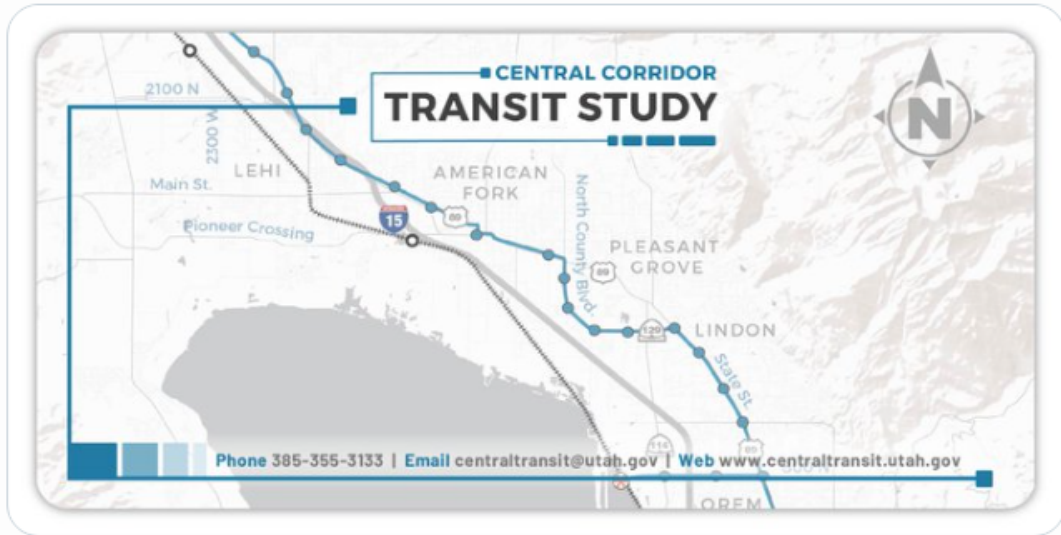 CENTRAL CORRIDOR
TRANSIT STUDY
N
2100 N
2300 W
LEHI
AMERICAN
FORK
Main St.
15
89
North County Blvd.
Pioneer Crossing
PLEASANT
GROVE
89
129
LINDON
State St.
114
Phone 385-355-3133 | Email centraltransit@utah.gov | Web www.centraltransit.utah.gov
OREM